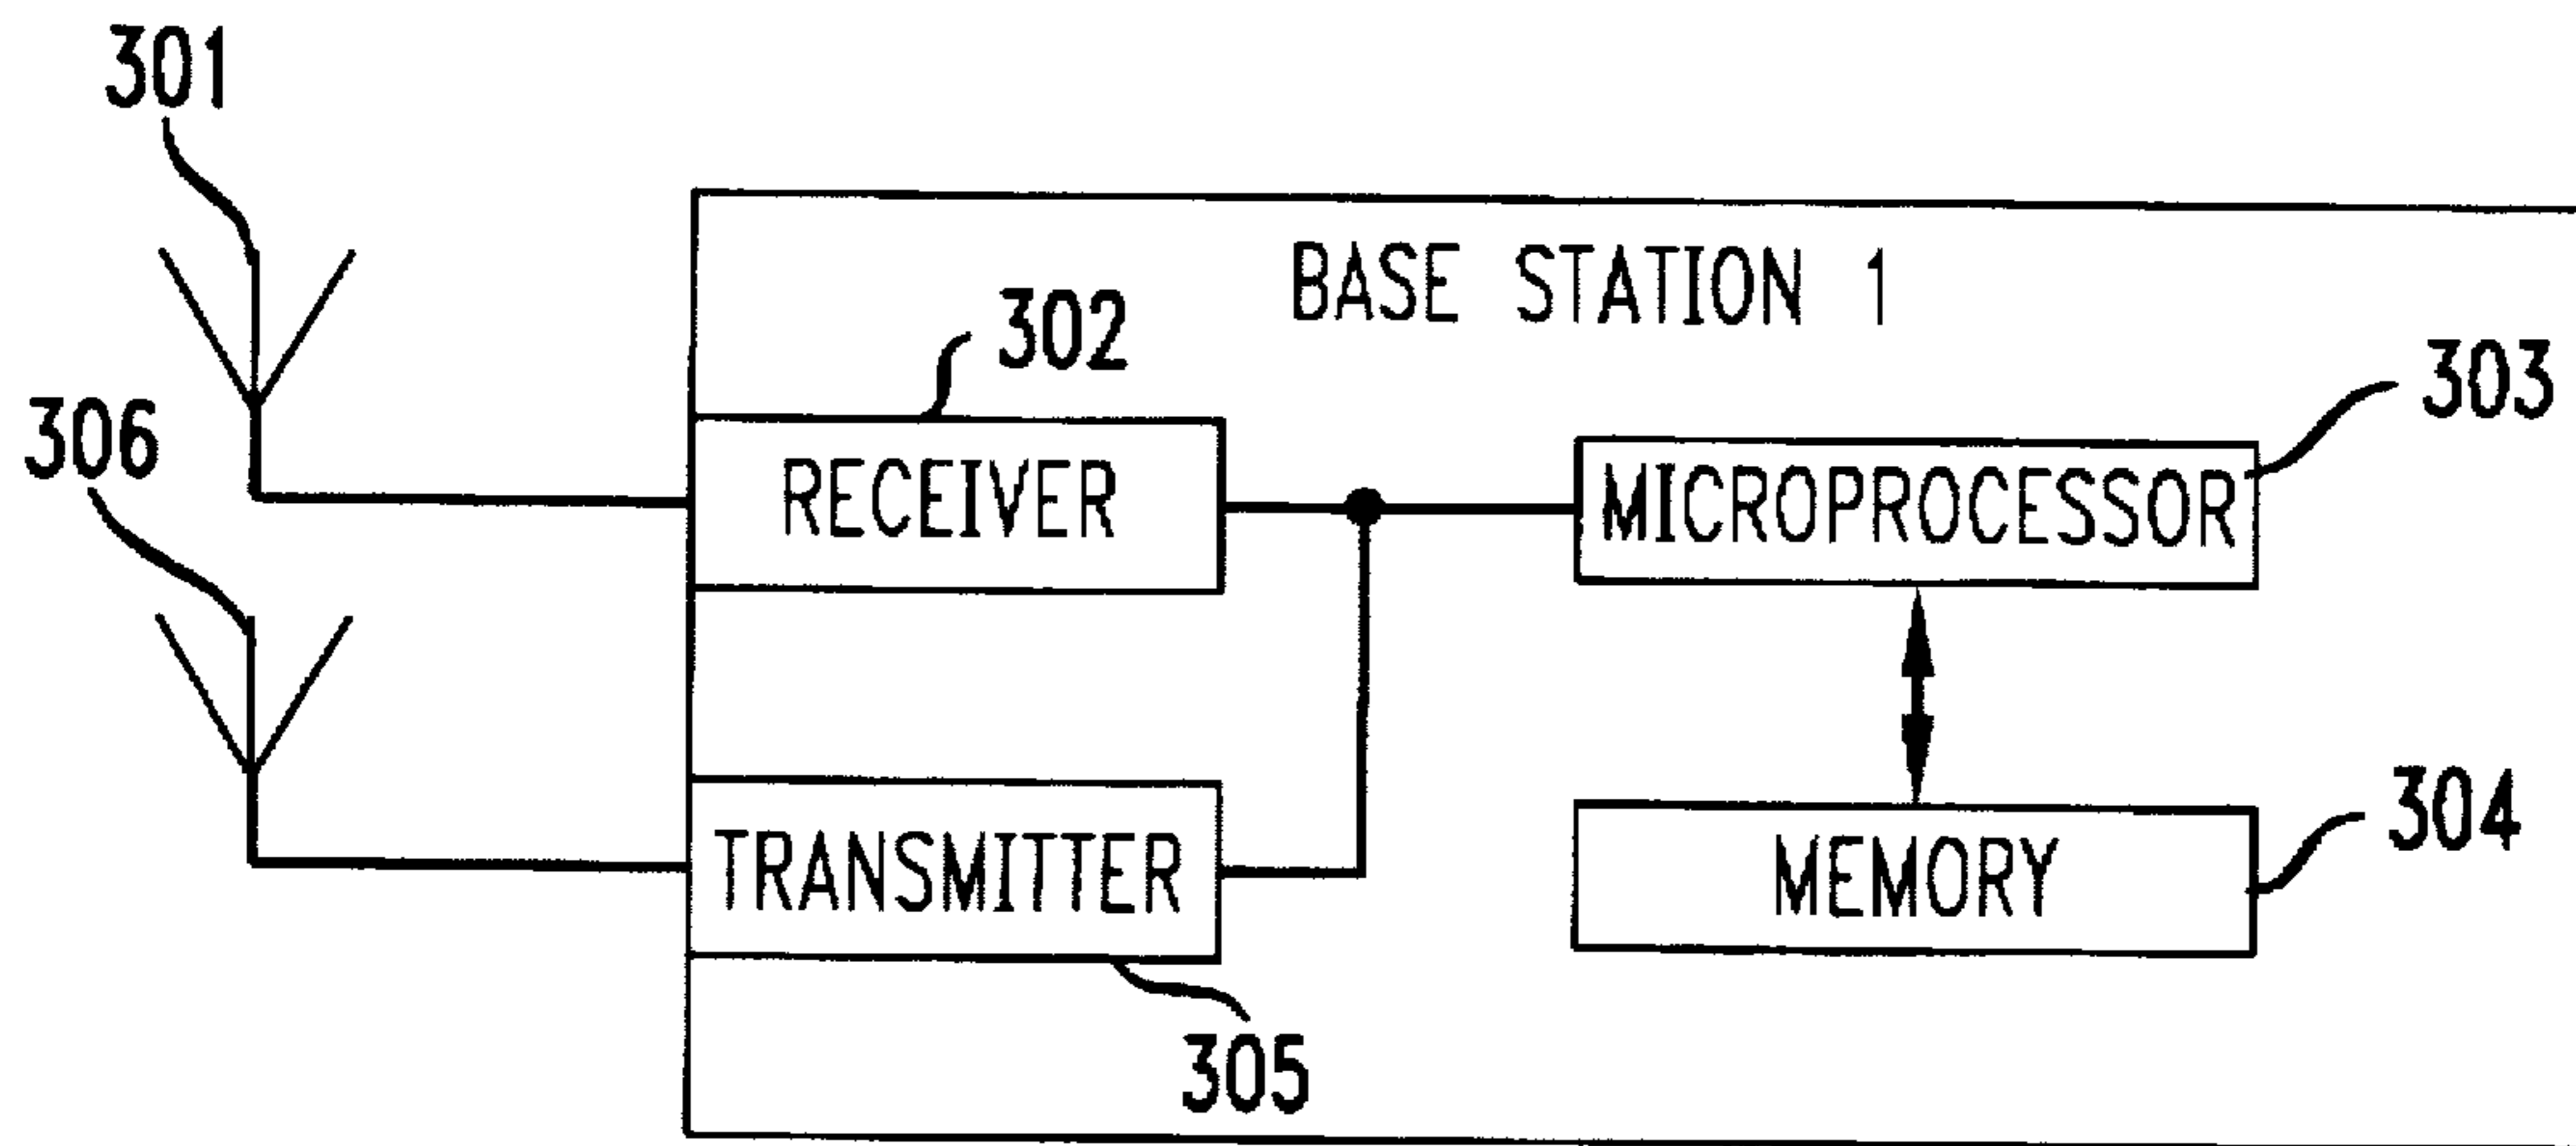 301
BASE STATION 1
302
303
306
RECEIVER
MICROPROCESSOR
304
TRANSMITTER
MEMORY
305